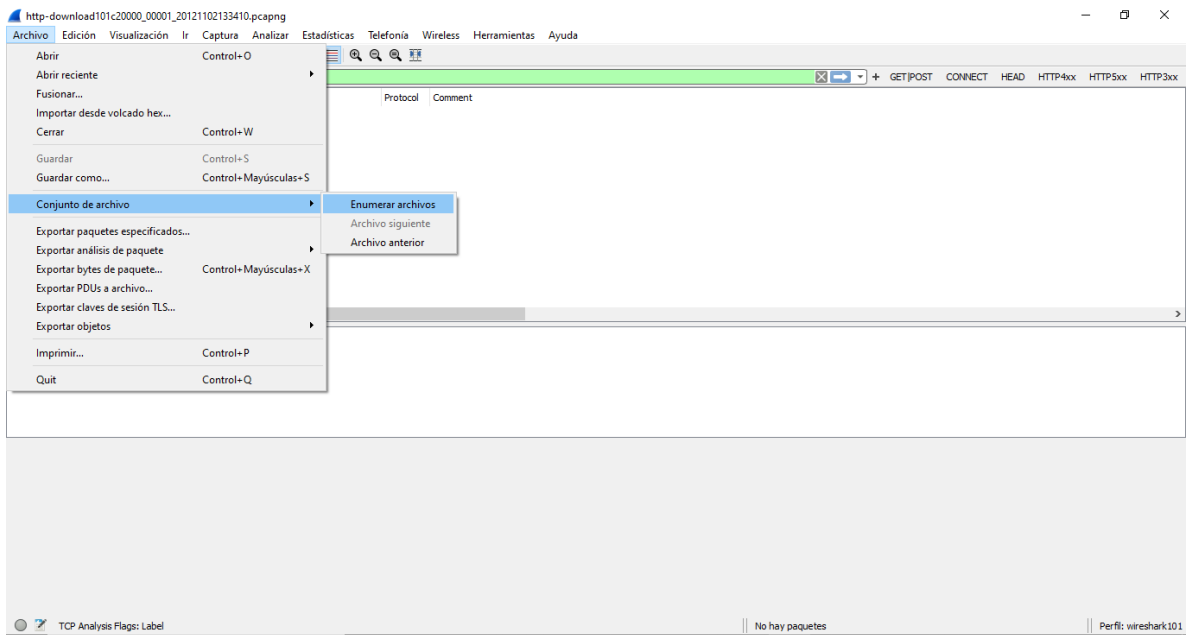 http-download101c20000_00001_20121102133410.pcapng
Archivo Edición Visualización Ir Captura Analizar Estadísticas Telefonía Wireless Herramientas Ayuda
Abrir Control+O
Abrir reciente
+ GET|POST CONNECT HEAD HTTP4xx HTTP5xx HTTP3xx
Fusionar...
Protocol Comment
Importar desde volcado hex...
Cerrar Control+W
Guardar Control+S
Guardar como... Control+Mayúsculas+S
Conjunto de archivo
Enumerar archivos
Archivo siguiente
Archivo anterior
Exportar paquetes especificados...
Exportar análisis de paquete
Exportar bytes de paquete... Control+Mayúsculas+X
Exportar PDUs a archivo...
Exportar claves de sesión TLS...
Exportar objetos
Imprimir... Control+P
Quit Control+Q
TCP Analysis Flags: Label
No hay paquetes
Perfil: wireshark101